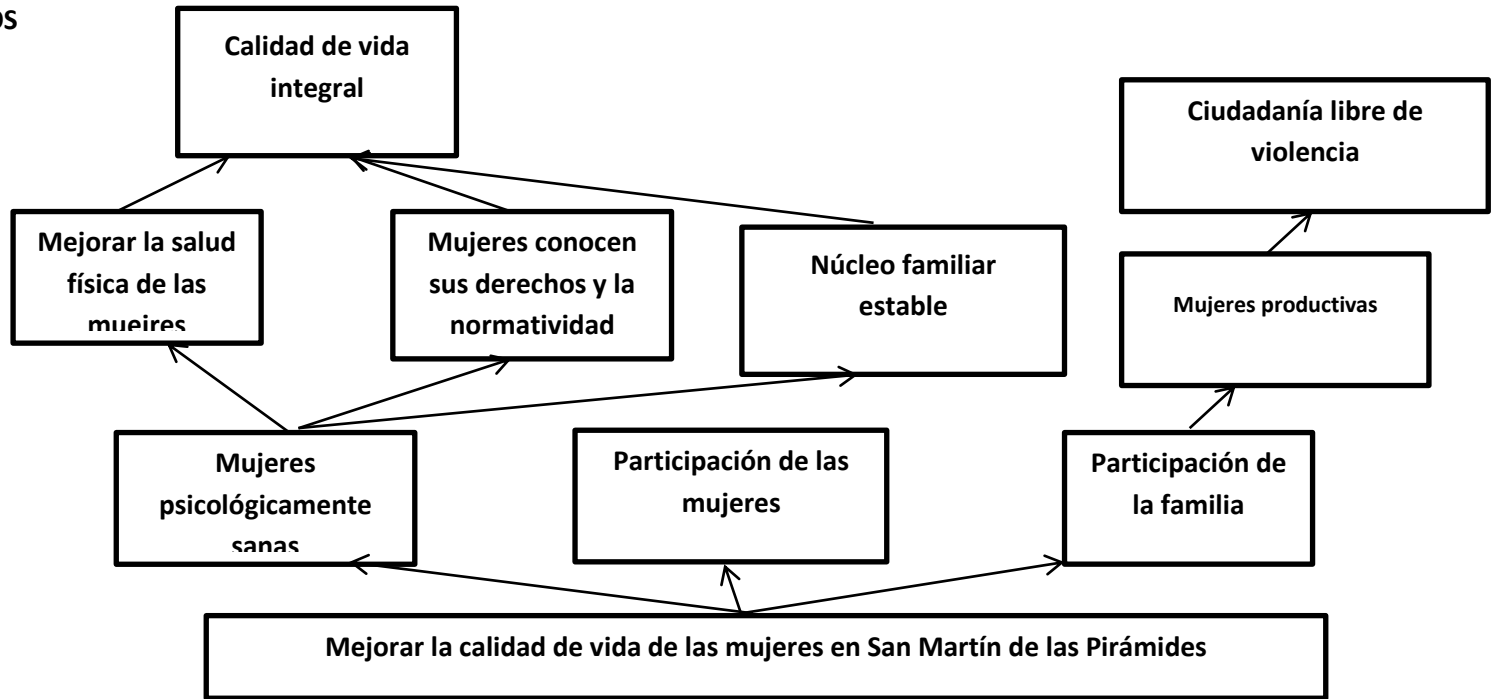 OS
Calidad de vida
integral
Ciudadanía libre de
violencia
Mejorar la salud
física de las
mueires
Mujeres conocen
sus derechos y la
normatividad
Núcleo familiar
estable
Mujeres productivas
Mujeres
psicológicamente
sanas
Participación de las
mujeres
Participación de
la familia
Mejorar la calidad de vida de las mujeres en San Martín de las Pirámides